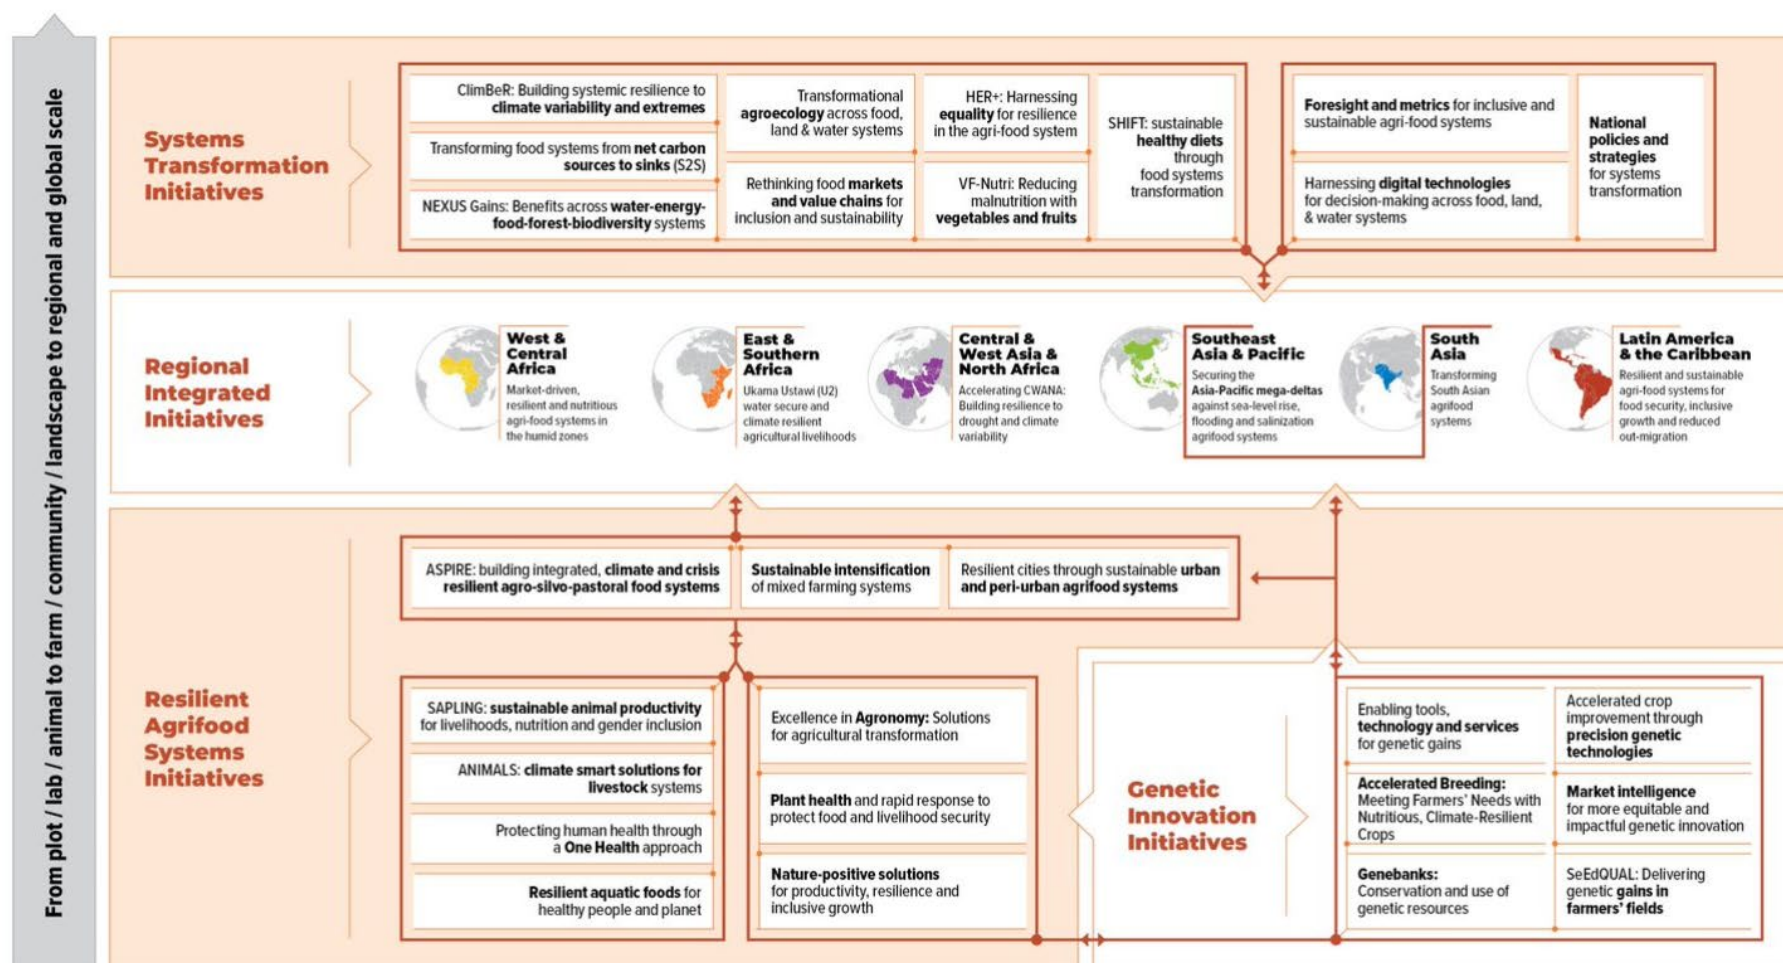 From plot / lab / animal to farm / community / landscape to regional and global scale
Systems
Transformation
Initiatives
ClimBeR: Building systemic resilience to
climate variability and extremes
Transforming food systems from net carbon
sources to sinks (S2S)
NEXUS Gains: Benefits across water-energy-
food-forest-biodiversity systems
Transformational
agroecology across food,
land & water systems
Rethinking food markets
and value chains for
inclusion and sustainability
HER+: Harnessing
equality for resilience
in the agri-food system
VF-Nutri: Reducing
malnutrition with
vegetables and fruits
SHIFT: sustainable
healthy diets
through
food systems
transformation
Foresight and metrics for inclusive and
sustainable agri-food systems
Harnessing digital technologies
for decision-making across food, land,
& water systems
National
policies and
strategies
for systems
transformation
Regional
Integrated
Initiatives
West &
Central
Africa
Market-driven,
resilient and nutritious
agri-food systems in
the humid zones
East &
Southern
Africa
Ukama Ustawi (U2)
water secure and
climate resilient
agricultural livelihoods
Central &
West Asia &
North Africa
Accelerating CWANA:
Building resilience to
drought and climate
variability
Southeast
Asia & Pacific
Securing the
Asia-Pacific mega-deltas
against sea-level rise,
flooding and salinization
agrifood systems
South
Asia
Transforming
South Asian
agrifood
systems
Latin America
& the Caribbean
Resilient and sustainable
agri-food systems for
food security, inclusive
growth and reduced
out-migration
Resilient
Agrifood
Systems
Initiatives
ASPIRE: building integrated, climate and crisis
resilient agro-silvo-pastoral food systems
Sustainable intensification
of mixed farming systems
Resilient cities through sustainable urban
and peri-urban agrifood systems
SAPLING: sustainable animal productivity
for livelihoods, nutrition and gender inclusion
ANIMALS: climate smart solutions for
livestock systems
Protecting human health through
a One Health approach
Resilient aquatic foods for
healthy people and planet
Excellence in Agronomy: Solutions
for agricultural transformation
Plant health and rapid response to
protect food and livelihood security
Nature-positive solutions
for productivity, resilience and
inclusive growth
Genetic
Innovation
Initiatives
Enabling tools,
technology and services
for genetic gains
Accelerated Breeding:
Meeting Farmers' Needs with
Nutritious, Climate-Resilient
Crops
Genebanks:
Conservation and use of
genetic resources
Accelerated crop
improvement through
precision genetic
technologies
Market intelligence
for more equitable and
impactful genetic innovation
SeEdQUAL: Delivering
genetic gains in
farmers' fields